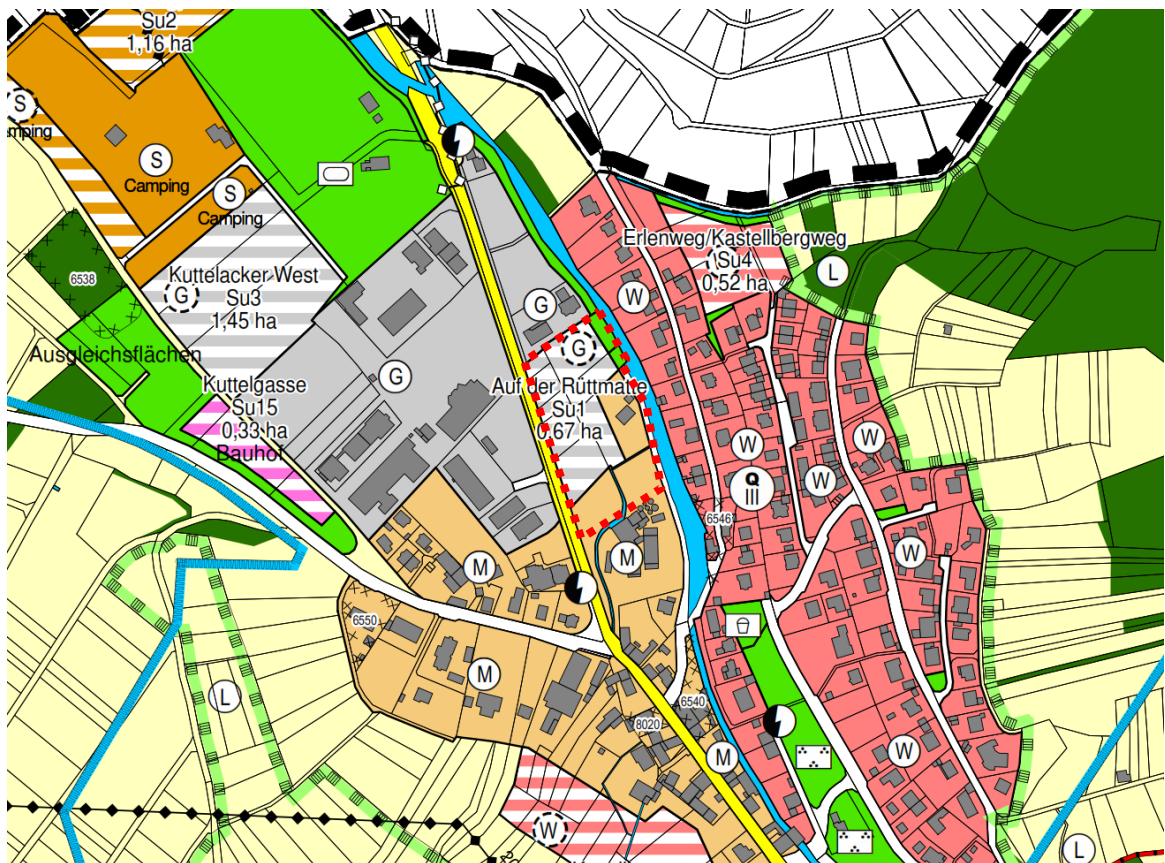 Su2
1,16 ha
S
Camping
S
Camping
S
Camping
Erlenweg/Kastellbergweg
Su4
0,52 ha
W
L
6538
Kuttelacker West
Su3
1,45 ha
G
G
G
Ausgleichsflächen
Kuttelgasse
Su15
0,33 ha
Bauhof
G
Auf der Rüttmatte
Su1
0,67 ha
W
W
W
Q
III
6546
W
M
M
6550
M
L
6540
8020
M
W
W
L